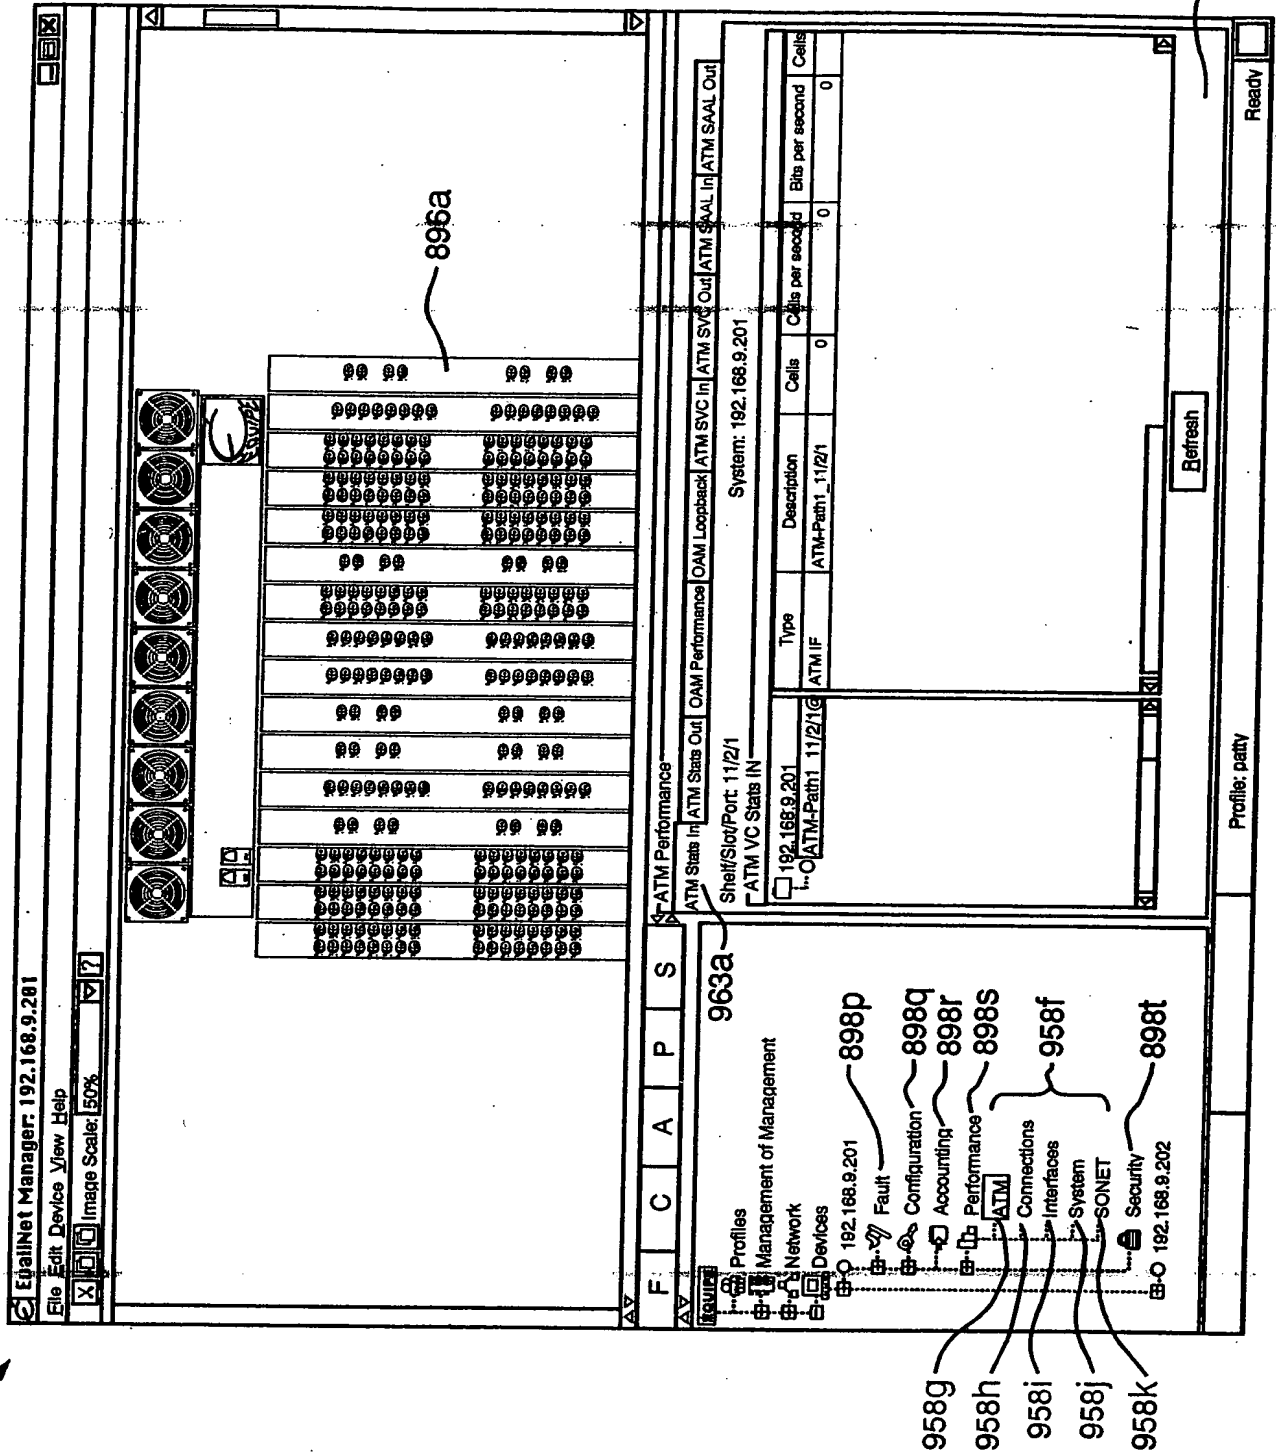 EqualiNet Manager: 192.168.9.201
File Edit Device View Help
X Image Scale: 50% ?
896a
F C A P S
EQUIPE
Profiles
Management of Management
Network
Devices
192.168.9.201
Fault
Configuration
Accounting
Performance
ATM
Connections
Interfaces
System
SONET
Security
192.168.9.202
898p
898q
898r
898s
958f
898t
958g
958h
958i
958j
958k
963a
ATM Performance
ATM Stats In ATM Stats Out OAM Performance OAM Loopback ATM SVC In ATM SVC Out ATM SAAL In ATM SAAL Out
Shelf/Slot/Port: 11/2/1 System: 192.168.9.201
ATM VC Stats IN
192.168.9.201
ATM-Path1 11/2/1@
Type Description Cells Cells per second Bits per second Cells
ATM IF ATM-Path1_11/2/1 0 0 0
Refresh
Profile: patty
Ready